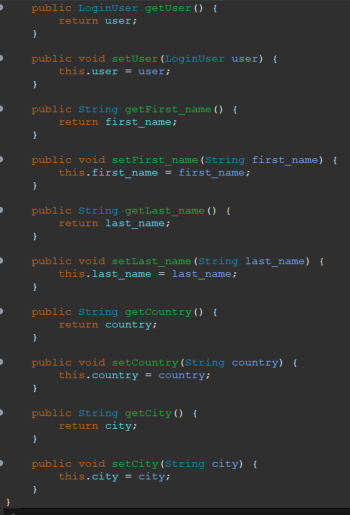 public LoginUser getUser() {
return user;
}
public void setUser(LoginUser user) {
this.user = user;
}
public String getFirst_name() {
return first_name;
}
public void setFirst_name(String first_name) {
this.first_name = first_name;
}
public String getLast_name() {
return last_name;
}
public void setLast_name(String last_name) {
this.last_name = last_name;
}
public String getCountry() {
return country;
}
public void setCountry(String country) {
this.country = country;
}
public String getCity() {
return city;
}
public void setCity(String city) {
this.city = city;
}
}